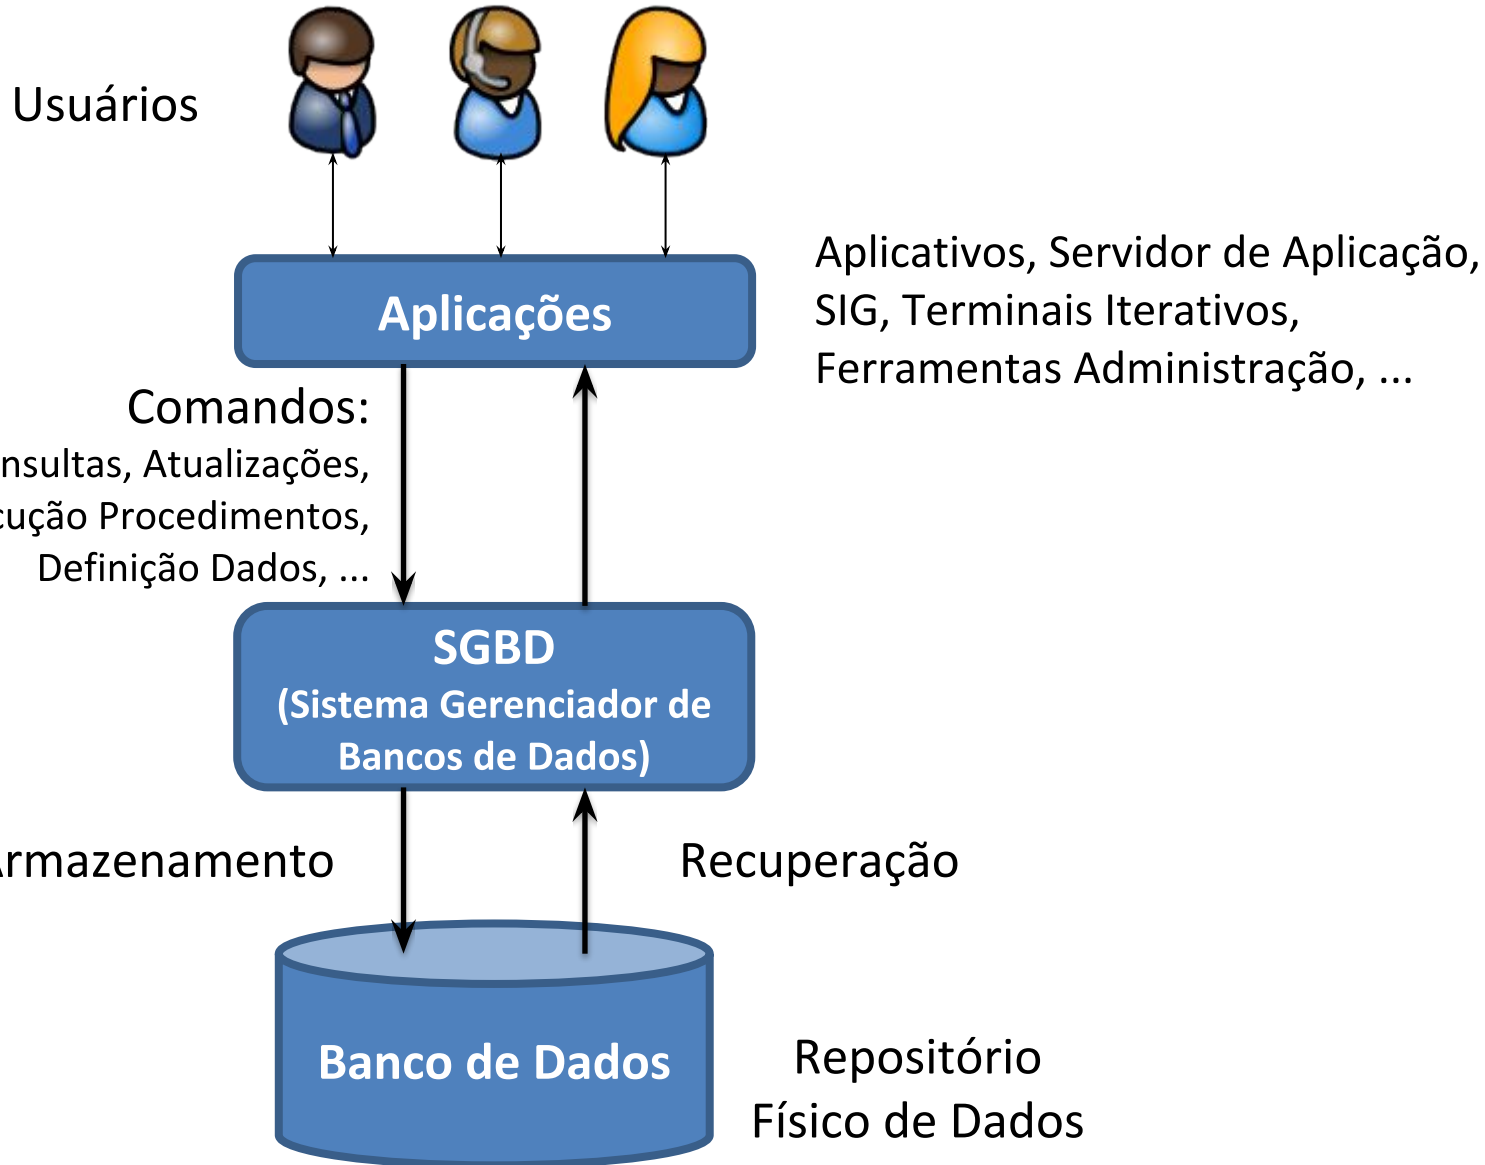 Usuários
Aplicações
Aplicativos, Servidor de Aplicação,
SIG, Terminais Iterativos,
Ferramentas Administração, ...
Comandos:
nsultas, Atualizações,
cução Procedimentos,
Definição Dados, ...
SGBD
(Sistema Gerenciador de
Bancos de Dados)
Armazenamento
Recuperação
Banco de Dados
Repositório
Físico de Dados